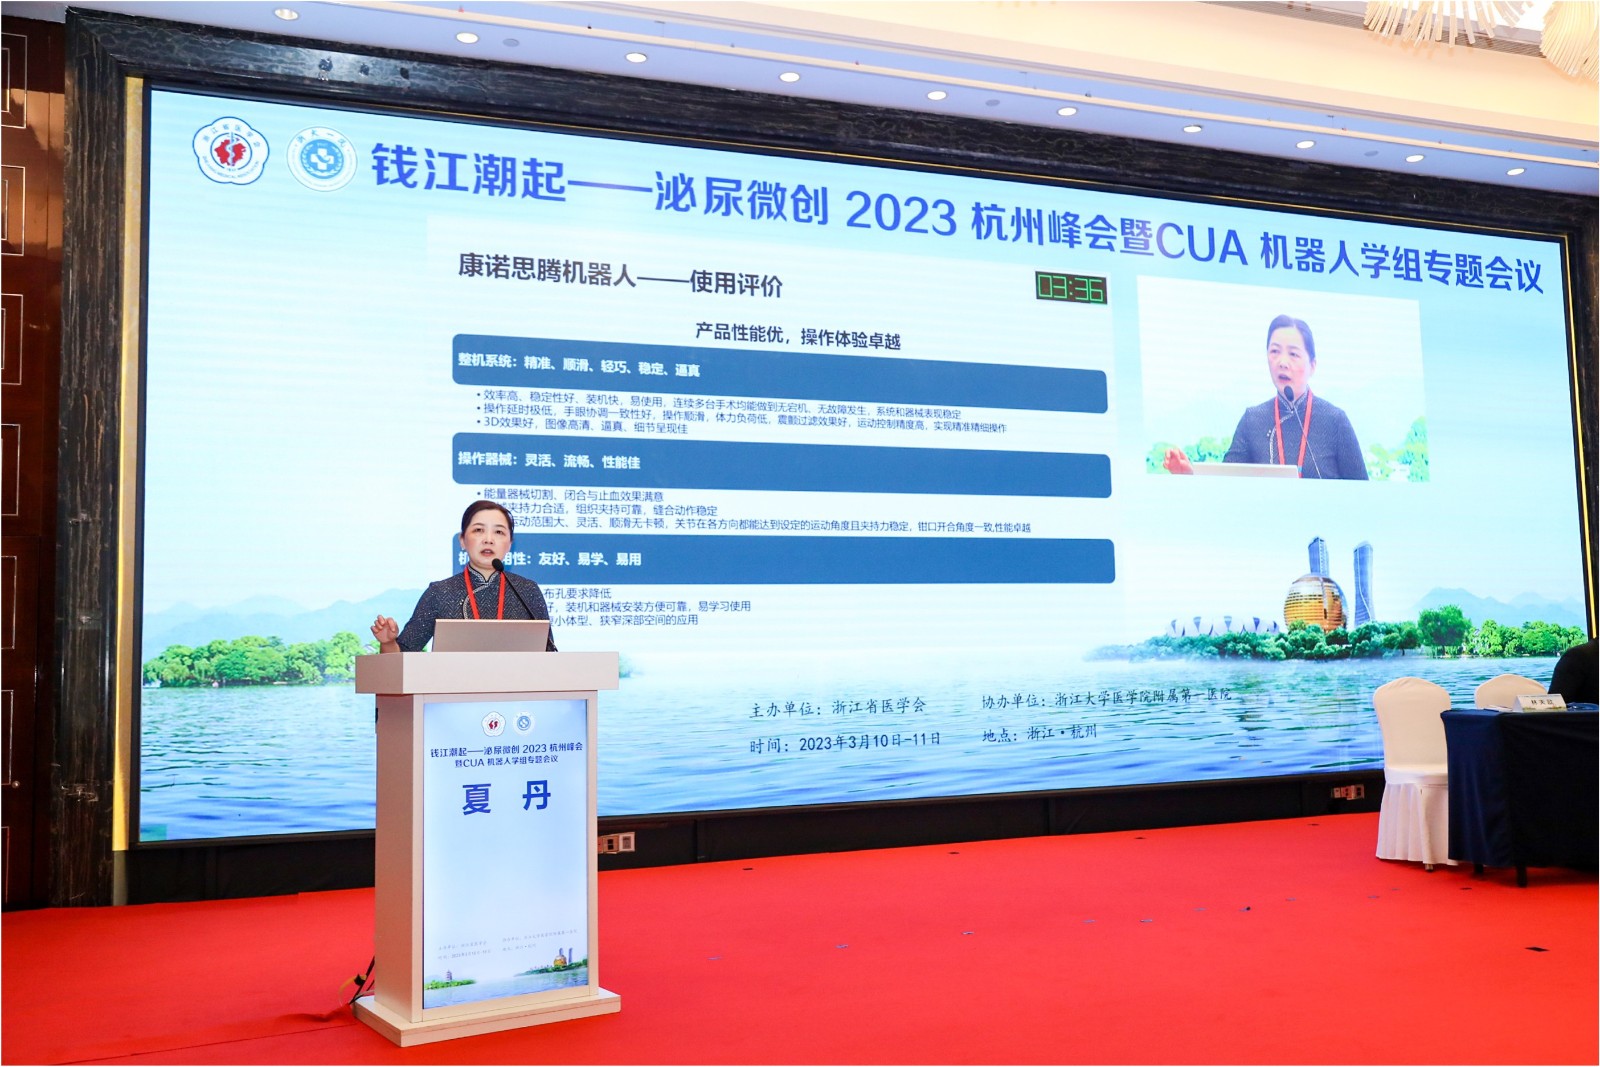 钱江潮起——泌尿微创 2023 杭州峰会暨CUA 机器人学组专题会议
康诺思腾机器人——使用评价
03:36
产品性能优，操作体验卓越
整机系统：精准、顺滑、轻巧、稳定、逼真
•效率高、稳定性好，装机快，易使用，连续多台手术均能做到无宕机、无故障发生，系统和器械表现稳定
•操作延时极低，手眼协调一致性好，操作顺滑，体力负荷低，震颤过滤效果好，运动控制精度高，实现精准精细操作
•3D效果好，图像高清、逼真、细节呈现佳
操作器械：灵活、流畅、性能佳
•能量器械切割、闭合与止血效果满意
夹持力合适，组织夹持可靠，缝合动作稳定
运动范围大、灵活、顺滑无卡顿，关节在各方向都能达到设定的运动角度且夹持力稳定，钳口开合角度一致,性能卓越
用性：友好、易学、易用
布孔要求降低
好，装机和器械安装方便可靠，易学习使用
小体型、狭窄深部空间的应用
主办单位：浙江省医学会
协办单位：浙江大学医学院附属第一医院
时间：2023年3月10日-11日
地点：浙江·杭州
钱江潮起——泌尿微创 2023 杭州峰会
暨CUA 机器人学组专题会议
夏 丹